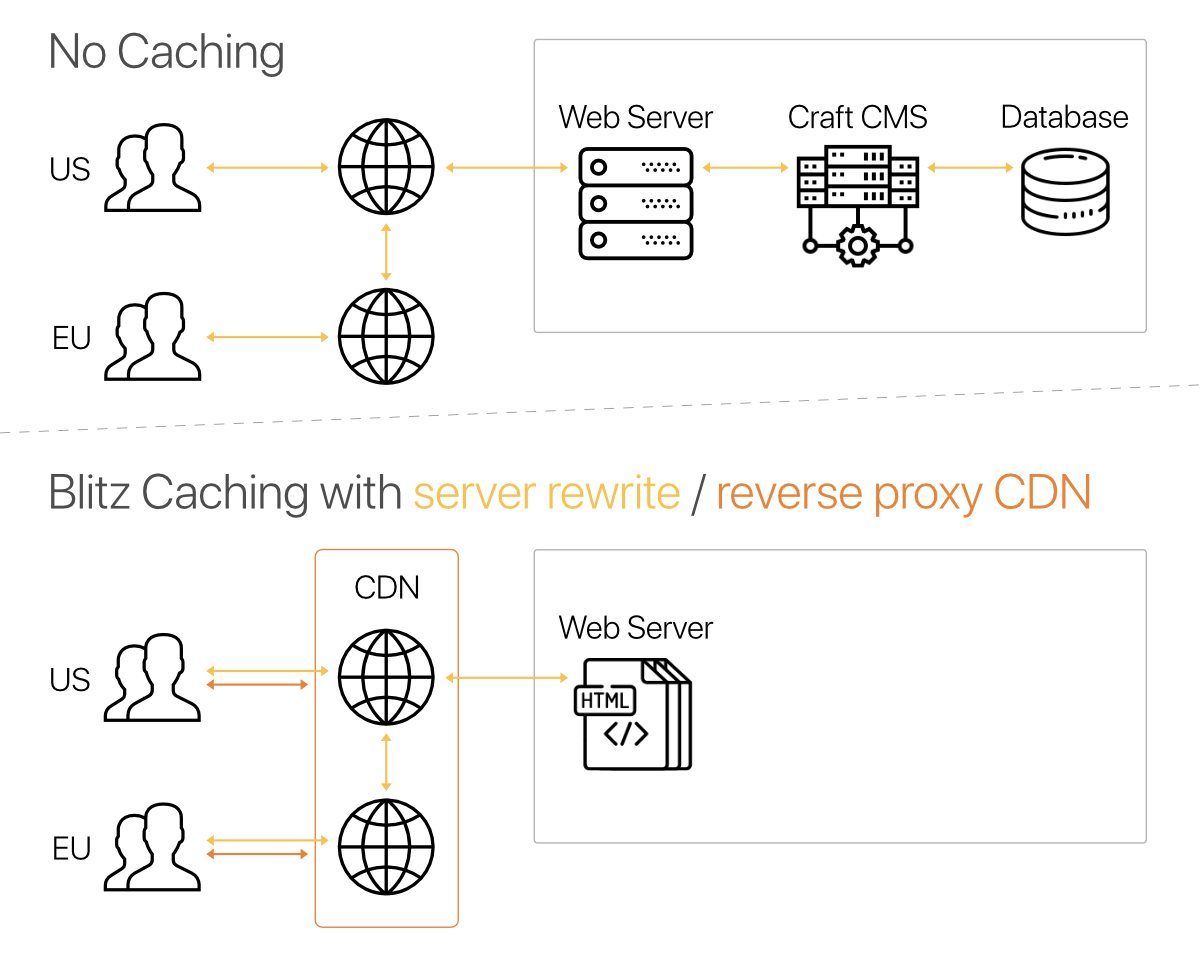 No Caching
Web Server
Craft CMS
Database
US
EU
Blitz Caching with server rewrite / reverse proxy CDN
CDN
Web Server
US
HTML
</>
EU